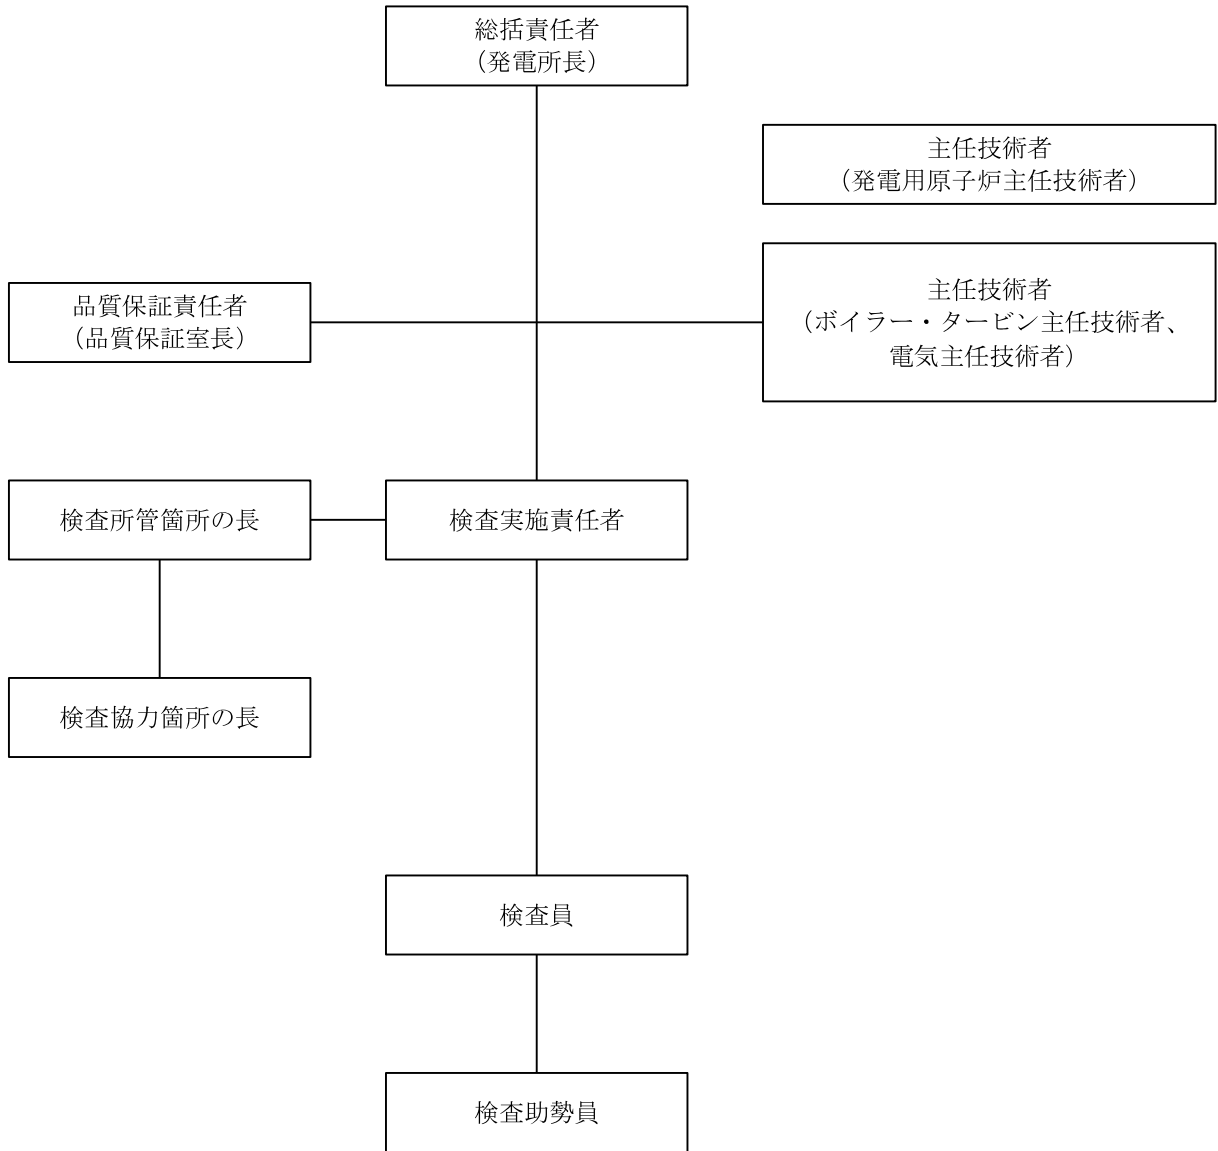 総括責任者
（発電所長）
主任技術者
（発電用原子炉主任技術者）
主任技術者
（ボイラー・タービン主任技術者、
電気主任技術者）
品質保証責任者
（品質保証室長）
検査所管箇所の長
検査実施責任者
検査協力箇所の長
検査員
検査助勢員